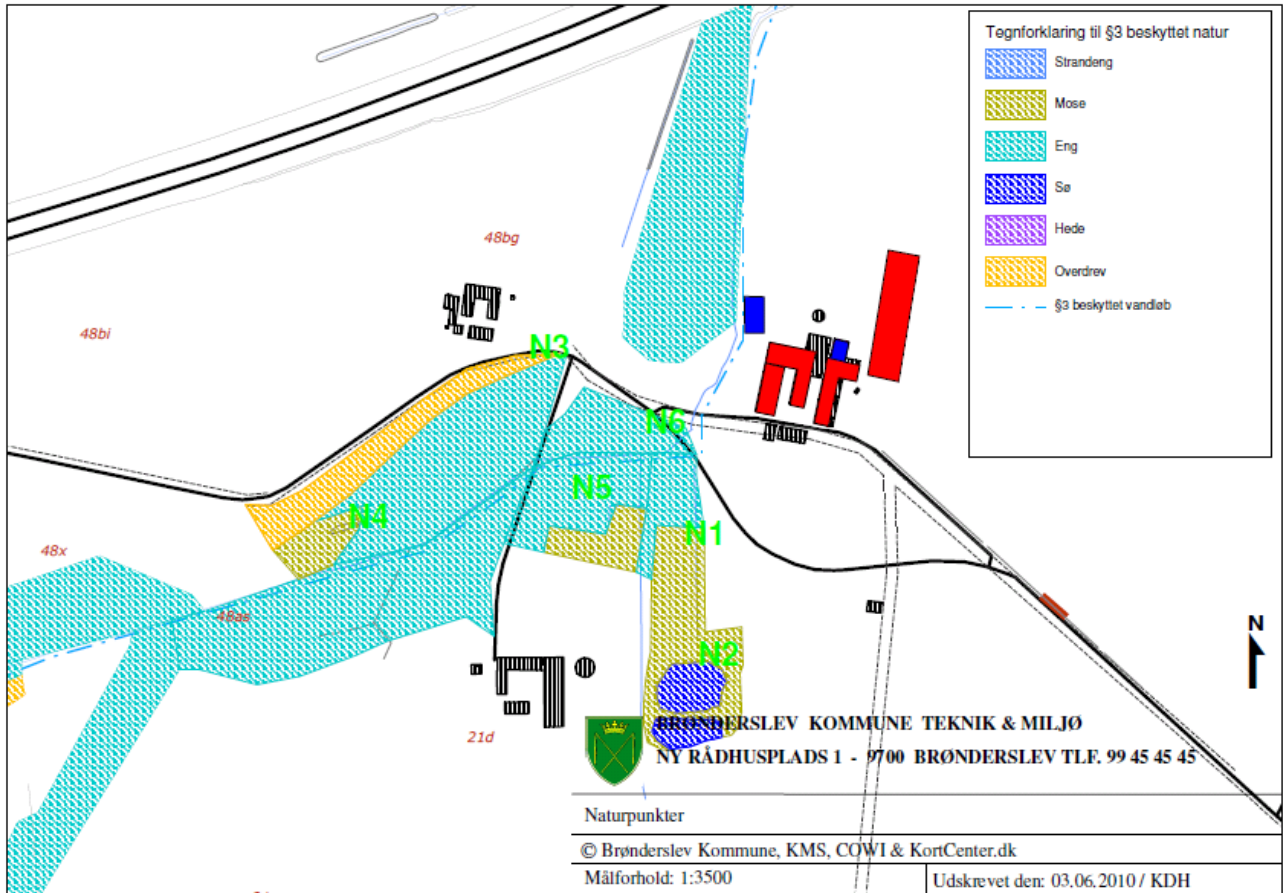 Tegnforklaring til §3 beskyttet natur
Strandeng
Mose
Eng
Sø
Hede
Overdrev
§3 beskyttet vandløb
48bg
48bi
N3
N6
N5
N4
N1
48x
48as
N2
N
21d
BRØNDERSLEV KOMMUNE TEKNIK & MILJØ
NY RÅDHUSPLADS 1 - 9700 BRØNDERSLEV TLF. 99 45 45 45
Naturpunkter
© Brønderslev Kommune, KMS, COWI & KortCenter.dk
Målforhold: 1:3500
Udskrevet den: 03.06.2010 / KDH